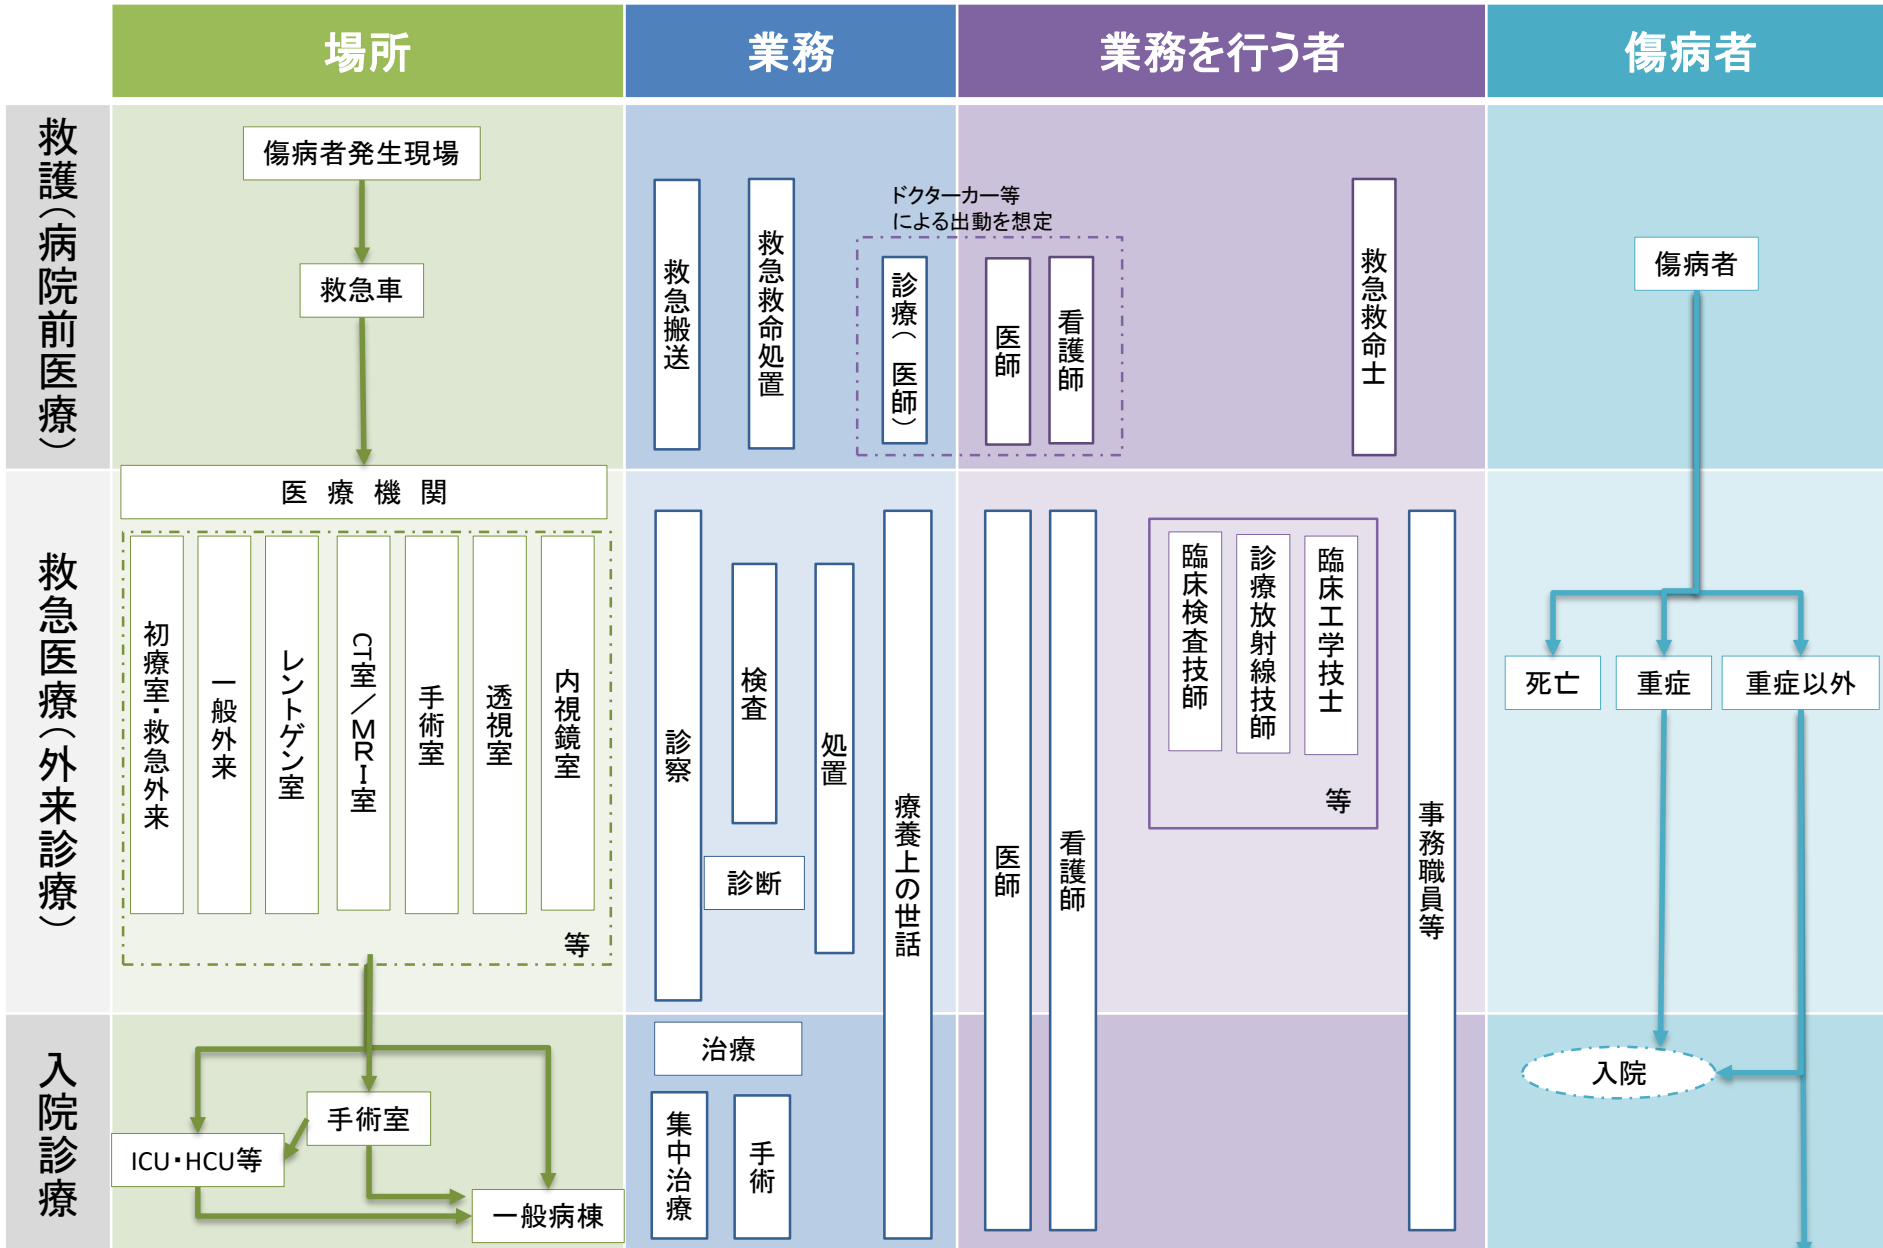 場所
業務
業務を行う者
傷病者
救護(病院前医療)
傷病者発生現場
救急車
救急搬送
救急救命処置
ドクターカー等
による出動を想定
診療(医師)
医師
看護師
救急救命士
傷病者
救急医療(外来診療)
医療機関
初療室・救急外来
一般外来
レントゲン室
CT室/MRI室
手術室
透視室
内視鏡室
等
診察
検査
診断
処置
療養上の世話
医師
看護師
臨床検査技師
診療放射線技師
臨床工学技士
等
事務職員等
死亡
重症
重症以外
入院診療
手術室
ICU・HCU等
一般病棟
治療
集中治療
手術
入院